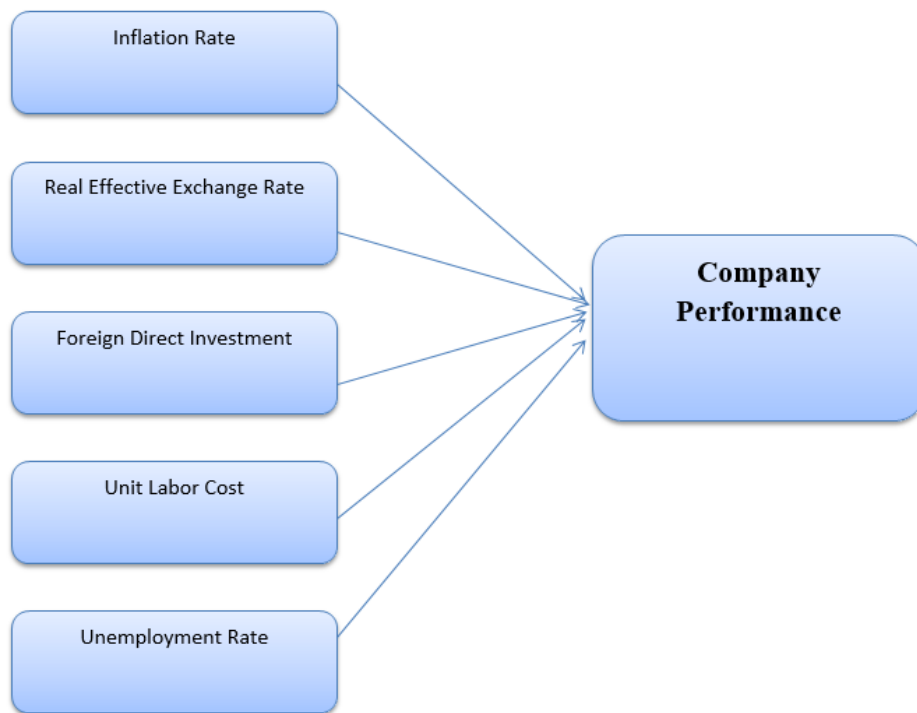 Inflation Rate
Real Effective Exchange Rate
Foreign Direct Investment
Unit Labor Cost
Unemployment Rate
Company
Performance